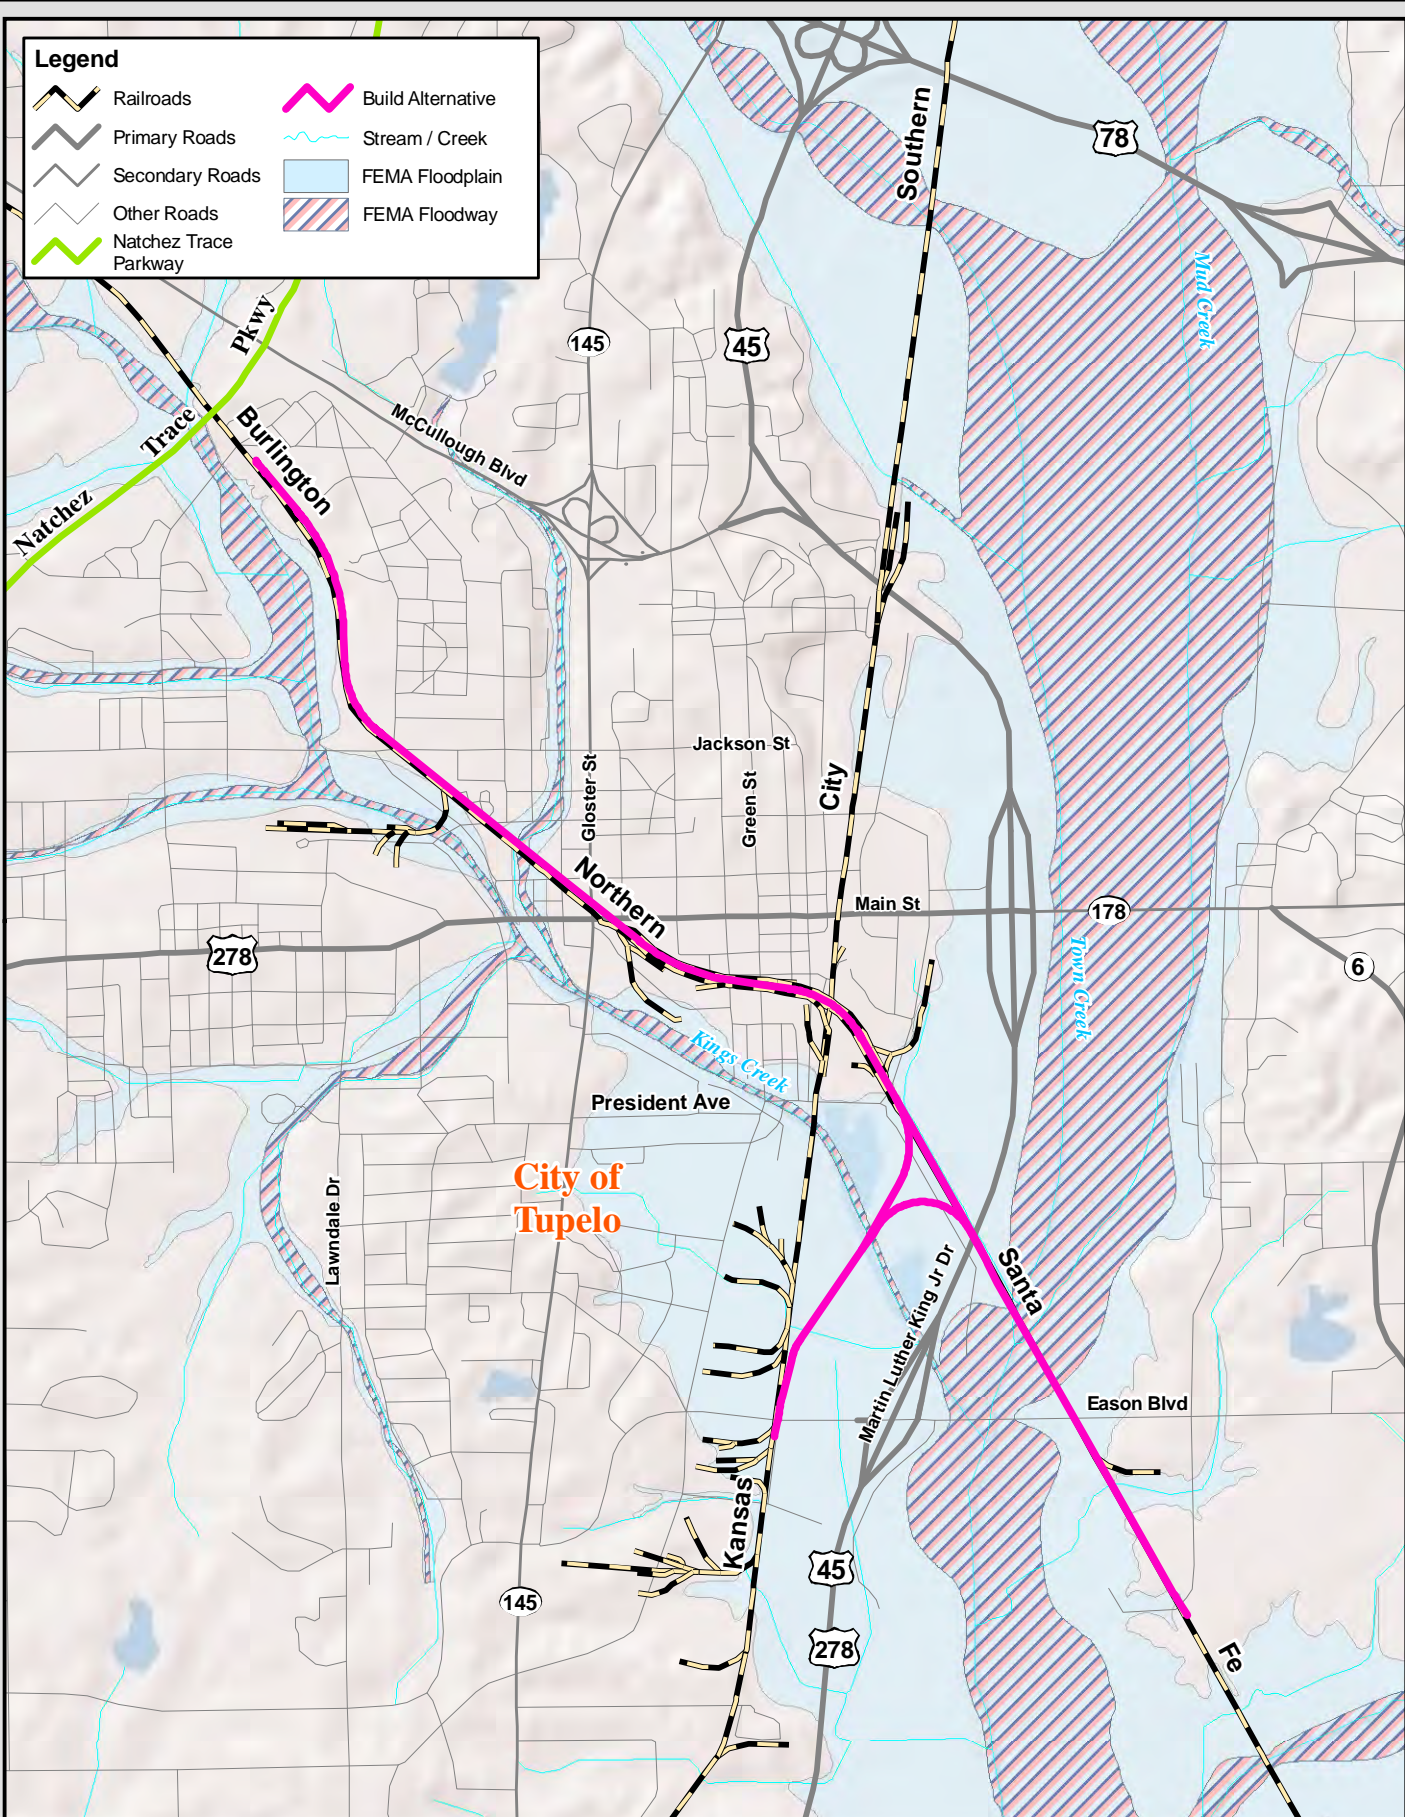 Legend
Railroads
Primary Roads
Secondary Roads
Other Roads
Natchez Trace
Parkway
Build Alternative
Stream / Creek
FEMA Floodplain
FEMA Floodway
Southern
78
Mud Creek
Pkwy
145
45
Trace
Burlington
McCullough Blvd
Natchez
Jackson St
City
Green St
Gloster St
Northern
Main St
178
278
6
Town Creek
Kings Creek
President Ave
City of
Tupelo
Lawndale Dr
Santa
Martin Luther King Jr Dr
Eason Blvd
Kansas
45
145
278
Fe